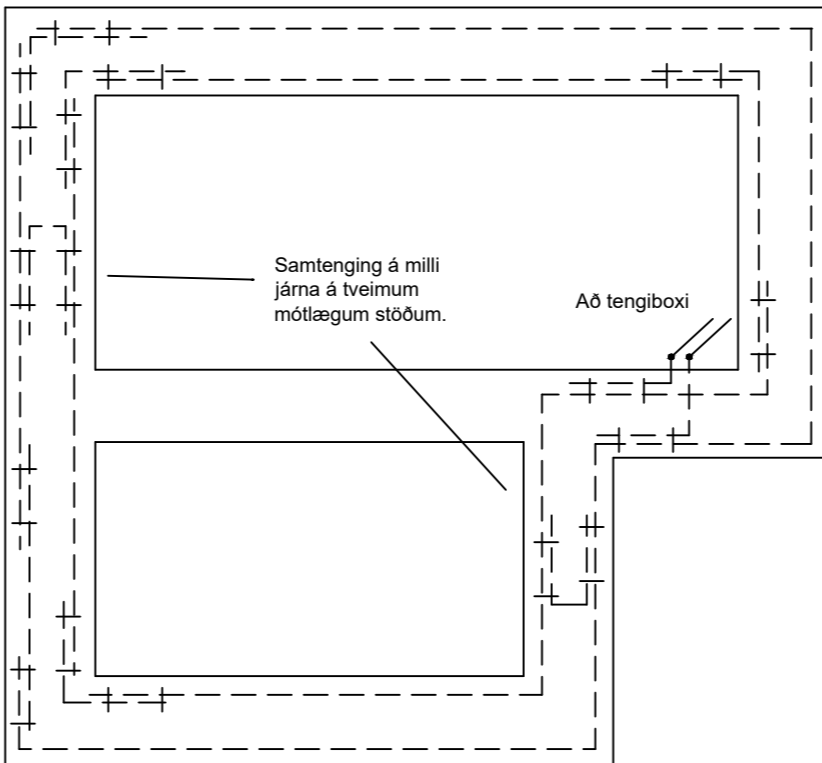 Samtenging á milli
járna á tveimum
mótlægum stöðum.
Að tengiboxi